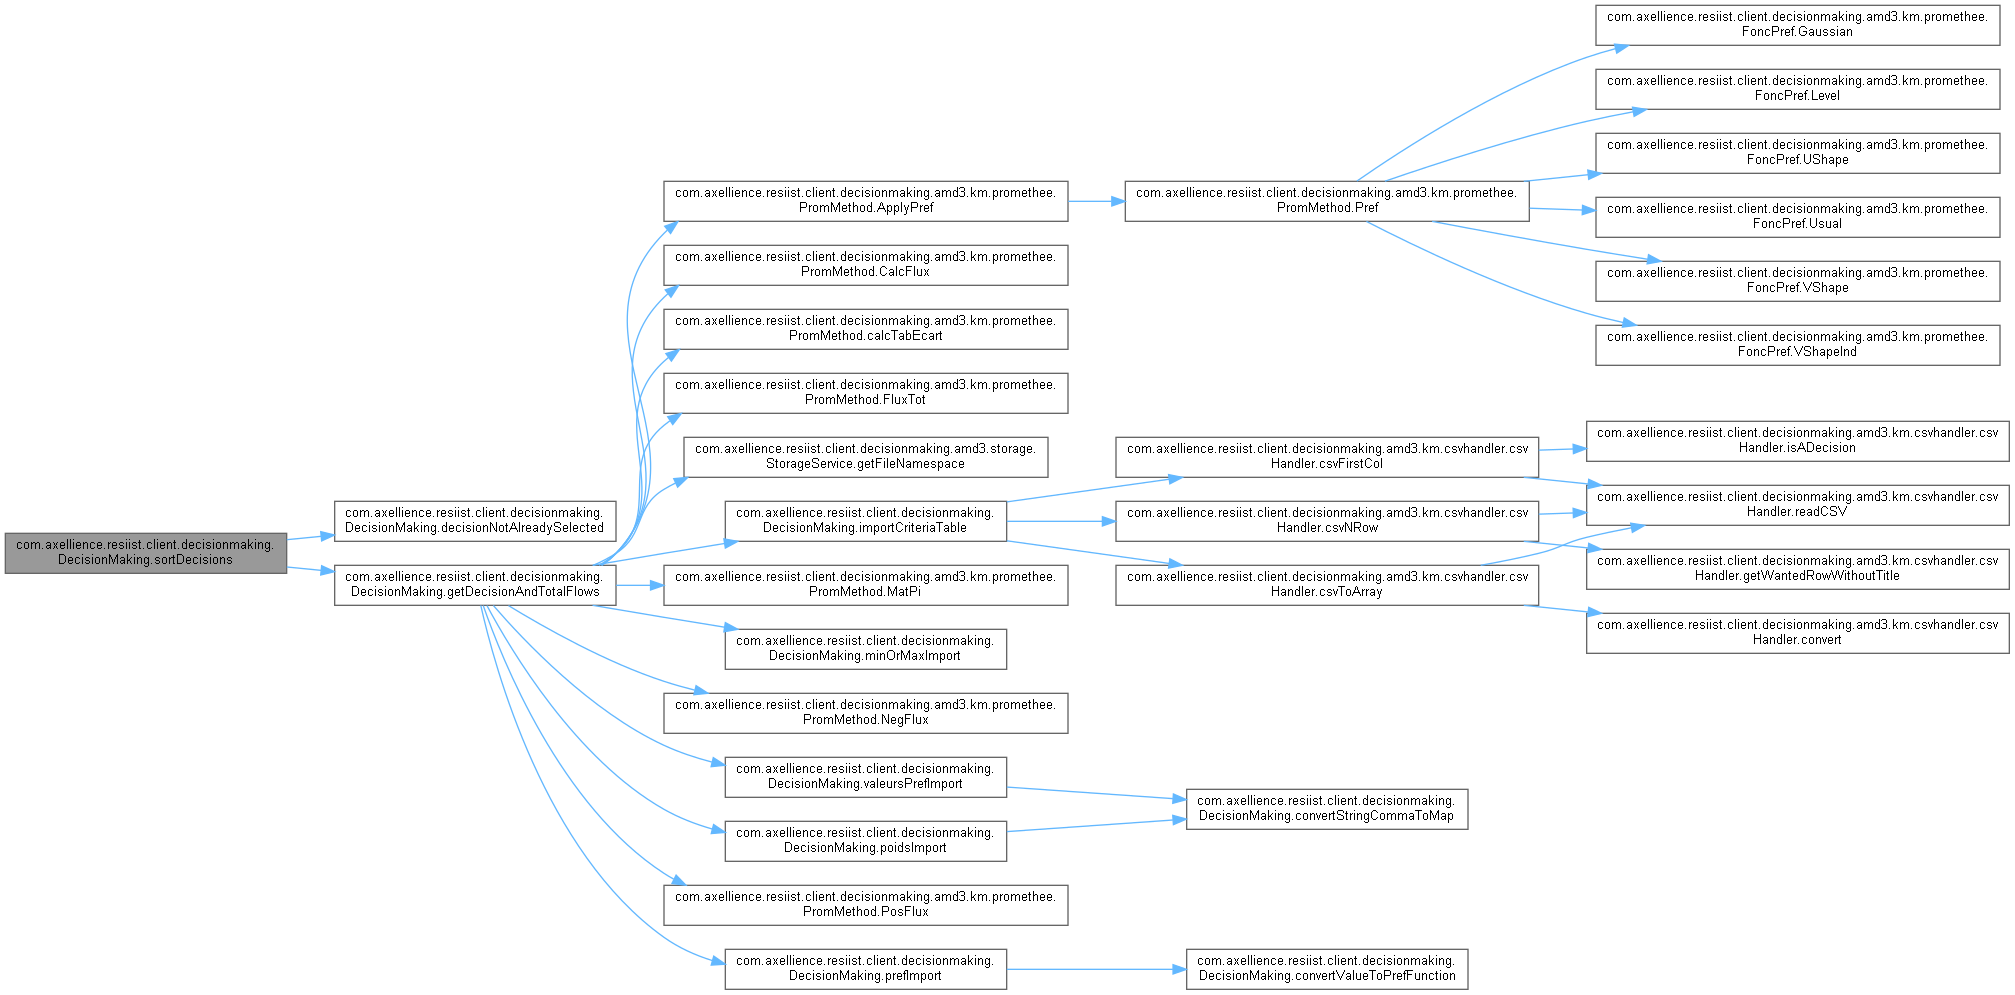 com.axellience.resiist.client.decisionmaking.
DecisionMaking.sortDecisions
com.axellience.resiist.client.decisionmaking.
DecisionMaking.decisionNotAlreadySelected
com.axellience.resiist.client.decisionmaking.
DecisionMaking.getDecisionAndTotalFlows
com.axellience.resiist.client.decisionmaking.amd3.km.promethee.
PromMethod.ApplyPref
com.axellience.resiist.client.decisionmaking.amd3.km.promethee.
PromMethod.CalcFlux
com.axellience.resiist.client.decisionmaking.amd3.km.promethee.
PromMethod.calcTabEcart
com.axellience.resiist.client.decisionmaking.amd3.km.promethee.
PromMethod.FluxTot
com.axellience.resiist.client.decisionmaking.amd3.storage.
StorageService.getFileNamespace
com.axellience.resiist.client.decisionmaking.
DecisionMaking.importCriteriaTable
com.axellience.resiist.client.decisionmaking.amd3.km.promethee.
PromMethod.MatPi
com.axellience.resiist.client.decisionmaking.
DecisionMaking.minOrMaxImport
com.axellience.resiist.client.decisionmaking.amd3.km.promethee.
PromMethod.NegFlux
com.axellience.resiist.client.decisionmaking.
DecisionMaking.valeursPrefImport
com.axellience.resiist.client.decisionmaking.
DecisionMaking.poidsImport
com.axellience.resiist.client.decisionmaking.amd3.km.promethee.
PromMethod.PosFlux
com.axellience.resiist.client.decisionmaking.
DecisionMaking.prefImport
com.axellience.resiist.client.decisionmaking.amd3.km.promethee.
PromMethod.Pref
com.axellience.resiist.client.decisionmaking.amd3.km.csvhandler.csv
Handler.csvFirstCol
com.axellience.resiist.client.decisionmaking.amd3.km.csvhandler.csv
Handler.csvNRow
com.axellience.resiist.client.decisionmaking.amd3.km.csvhandler.csv
Handler.csvToArray
com.axellience.resiist.client.decisionmaking.
DecisionMaking.convertStringCommaToMap
com.axellience.resiist.client.decisionmaking.
DecisionMaking.convertValueToPrefFunction
com.axellience.resiist.client.decisionmaking.amd3.km.promethee.
FoncPref.Gaussian
com.axellience.resiist.client.decisionmaking.amd3.km.promethee.
FoncPref.Level
com.axellience.resiist.client.decisionmaking.amd3.km.promethee.
FoncPref.UShape
com.axellience.resiist.client.decisionmaking.amd3.km.promethee.
FoncPref.Usual
com.axellience.resiist.client.decisionmaking.amd3.km.promethee.
FoncPref.VShape
com.axellience.resiist.client.decisionmaking.amd3.km.promethee.
FoncPref.VShapeInd
com.axellience.resiist.client.decisionmaking.amd3.km.csvhandler.csv
Handler.isADecision
com.axellience.resiist.client.decisionmaking.amd3.km.csvhandler.csv
Handler.readCSV
com.axellience.resiist.client.decisionmaking.amd3.km.csvhandler.csv
Handler.getWantedRowWithoutTitle
com.axellience.resiist.client.decisionmaking.amd3.km.csvhandler.csv
Handler.convert